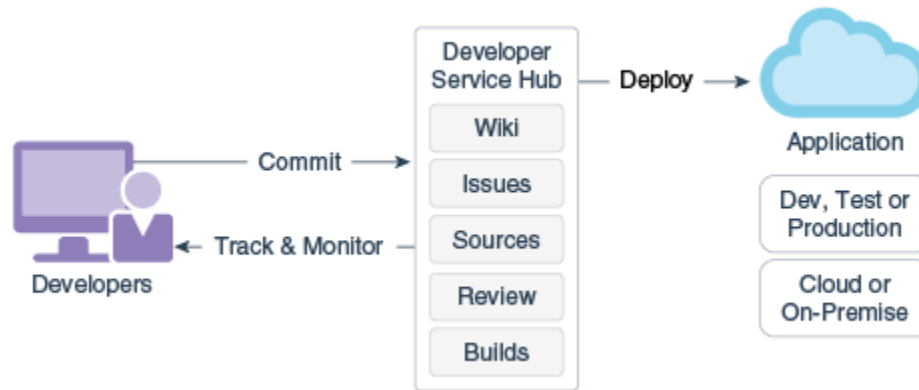 Developer
Service Hub
Wiki
Issues
Sources
Review
Builds
Commit
Track & Monitor
Developers
Deploy
Application
Dev, Test or
Production
Cloud or
On-Premise